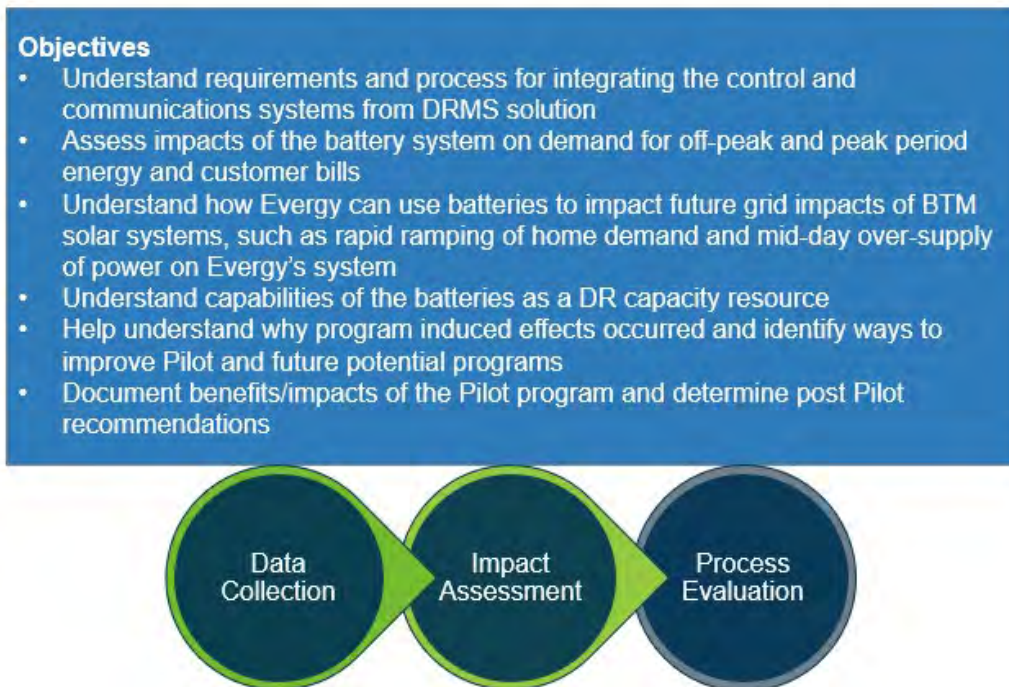 Objectives
• Understand requirements and process for integrating the control and
communications systems from DRMS solution
• Assess impacts of the battery system on demand for off-peak and peak period
energy and customer bills
• Understand how Evergy can use batteries to impact future grid impacts of BTM
solar systems, such as rapid ramping of home demand and mid-day over-supply
of power on Evergy's system
• Understand capabilities of the batteries as a DR capacity resource
• Help understand why program induced effects occurred and identify ways to
improve Pilot and future potential programs
• Document benefits/impacts of the Pilot program and determine post Pilot
recommendations
Data
Collection
Impact
Assessment
Process
Evaluation